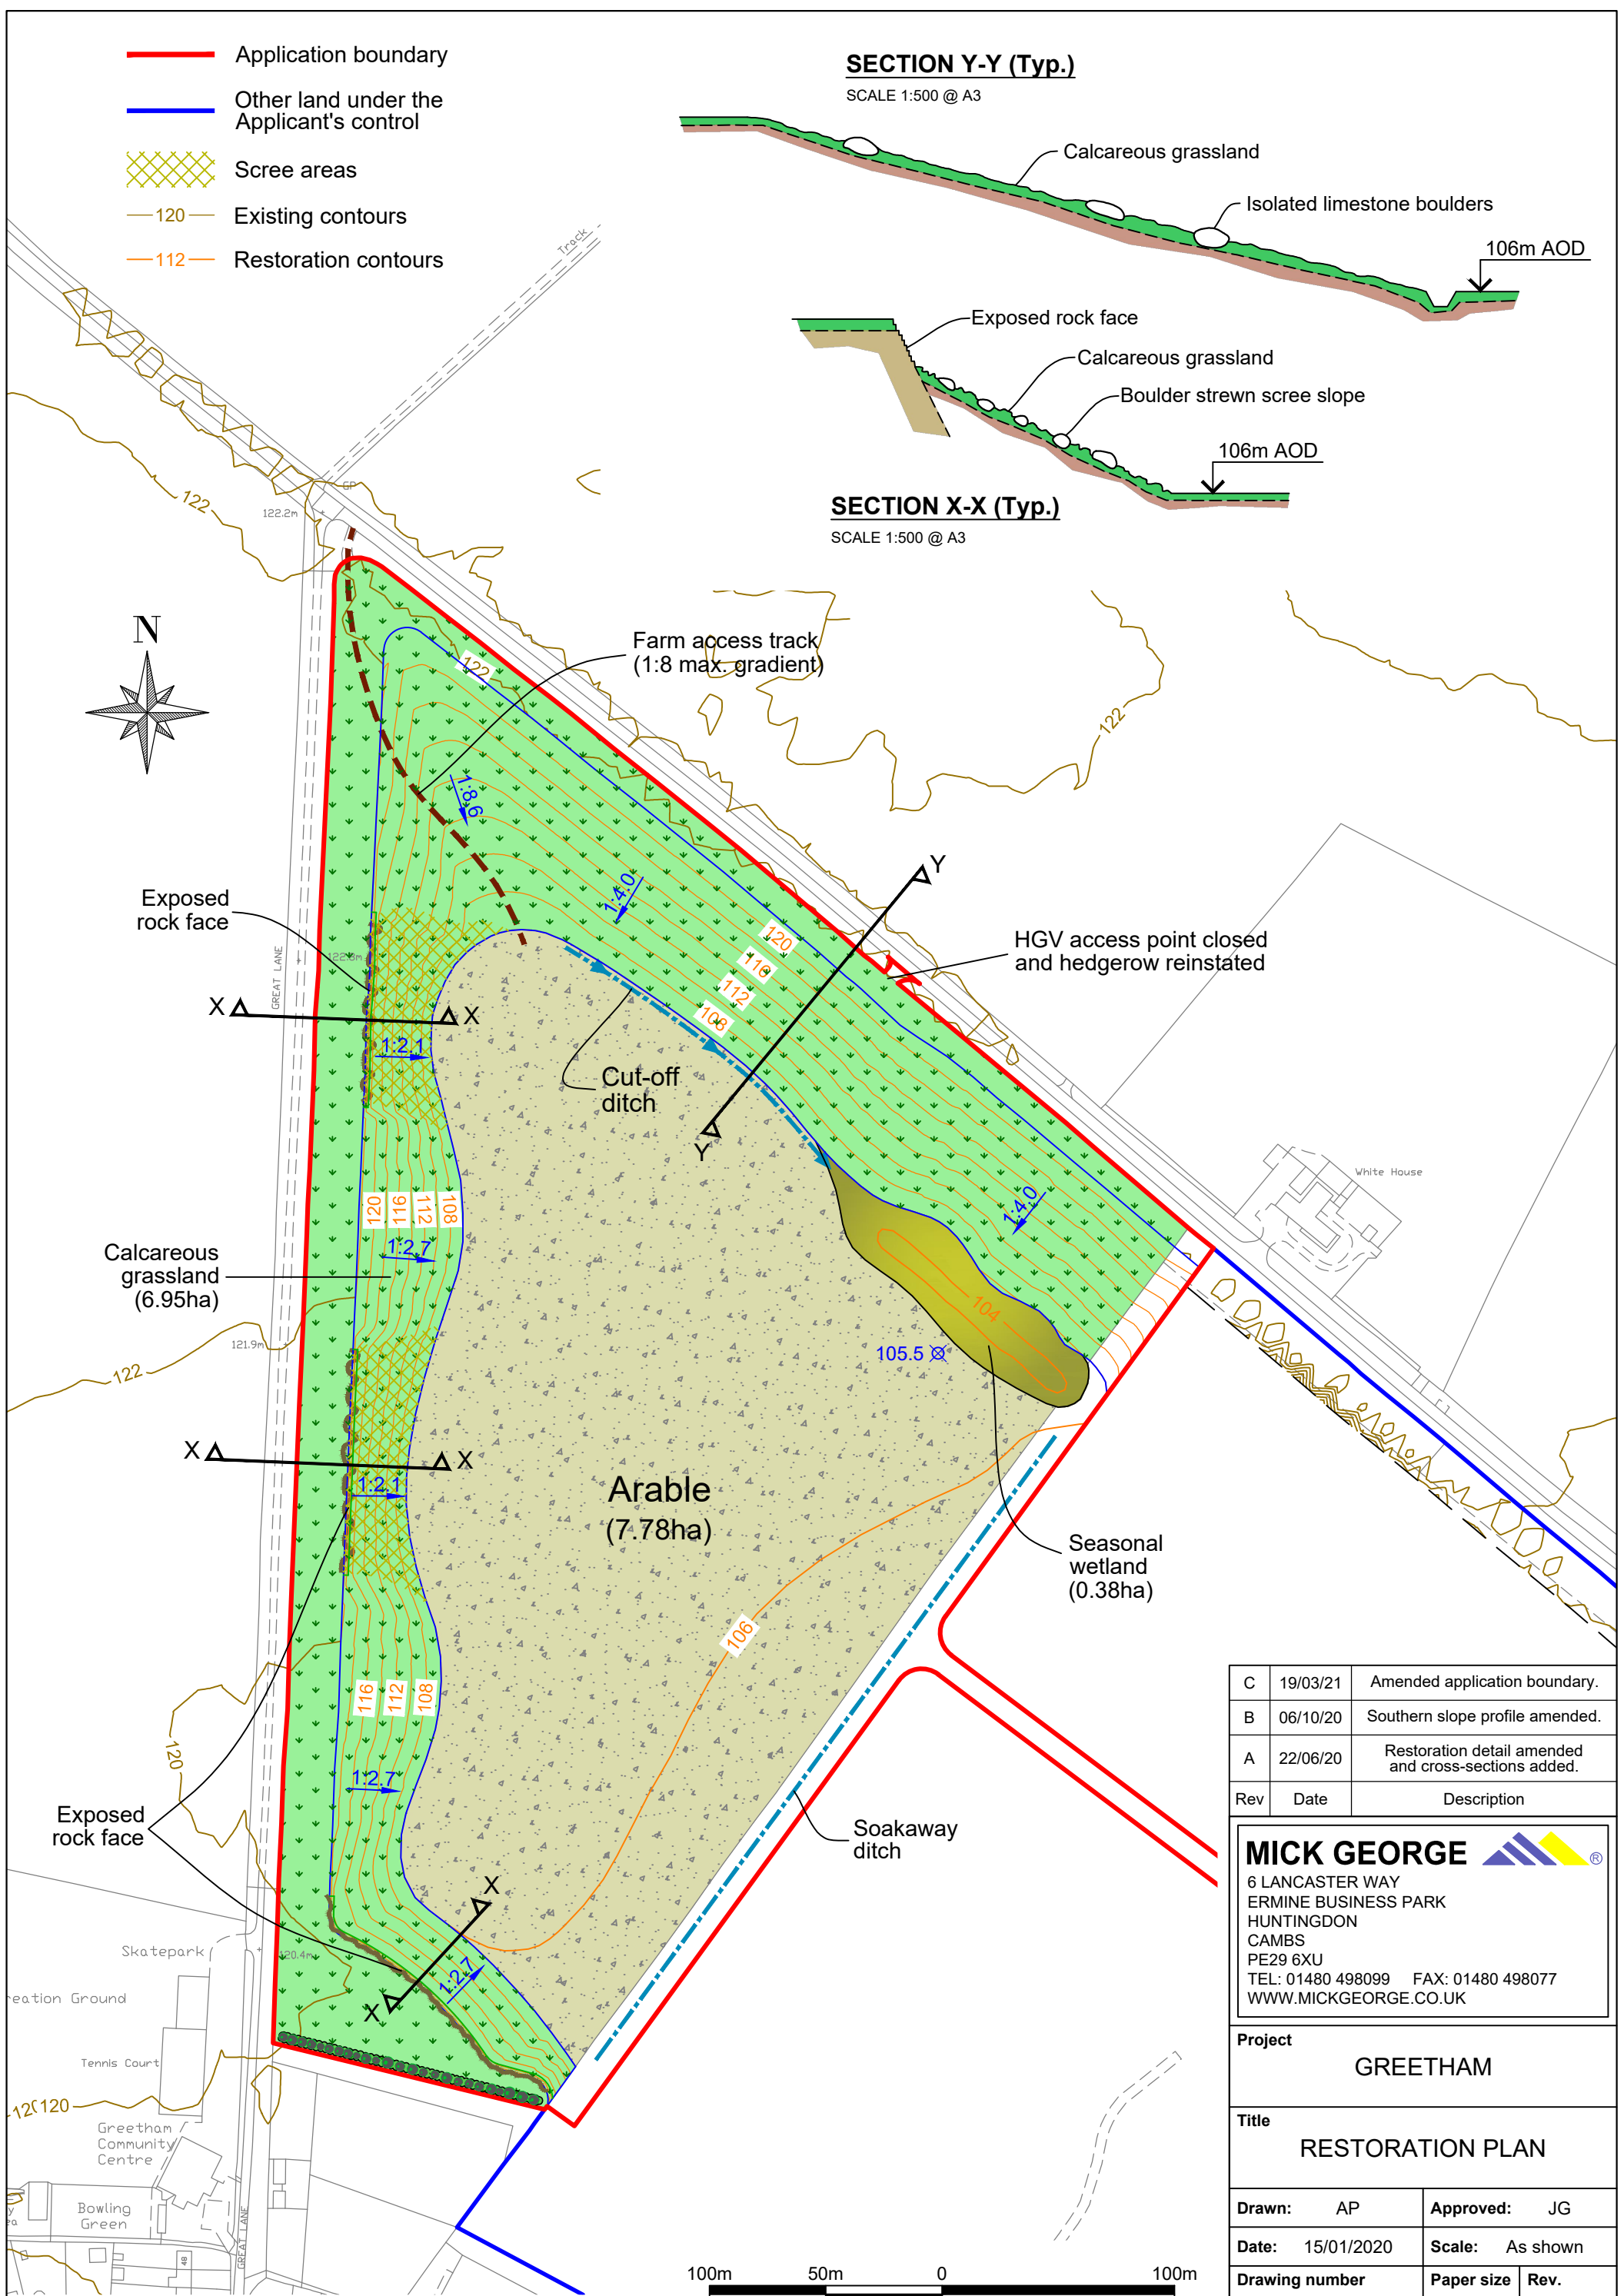 Application boundary
Other land under the
Applicant's control
Scree areas
120
Existing contours
112
Restoration contours
SECTION Y-Y (Typ.)
SCALE 1:500 @ A3
Calcareous grassland
Isolated limestone boulders
106m AOD
Exposed rock face
Calcareous grassland
Boulder strewn scree slope
106m AOD
SECTION X-X (Typ.)
SCALE 1:500 @ A3
Track
GP
122
122.2m
N
Farm access track
(1:8 max. gradient)
122
122
1:8.6
1:4.0
Y
Exposed
rock face
120
116
112
108
HGV access point closed
and hedgerow reinstated
GREAT LANE
X
X
1:2.1
Cut-off
ditch
Y
White House
120
116
112
108
1:4.0
1:2.7
Calcareous
grassland
(6.95ha)
104
121.9m
105.5
122
X
X
1:2.1
Arable
(7.78ha)
Seasonal
wetland
(0.38ha)
106
116
112
108
120
1:2.7
Exposed
rock face
Soakaway
ditch
X
Skatepark
120.4m
1:2.7
X
reation Ground
Tennis Court
120
Greetham
Community
Centre
Bowling
Green
GREAT LANE
48
100m
50m
0
100m
C 19/03/21 Amended application boundary.
B 06/10/20 Southern slope profile amended.
A 22/06/20 Restoration detail amended
and cross-sections added.
Rev Date Description
MICK GEORGE ®
6 LANCASTER WAY
ERMINE BUSINESS PARK
HUNTINGDON
CAMBS
PE29 6XU
TEL: 01480 498099 FAX: 01480 498077
WWW.MICKGEORGE.CO.UK
Project
GREETHAM
Title
RESTORATION PLAN
Drawn: AP Approved: JG
Date: 15/01/2020 Scale: As shown
Drawing number Paper size Rev.